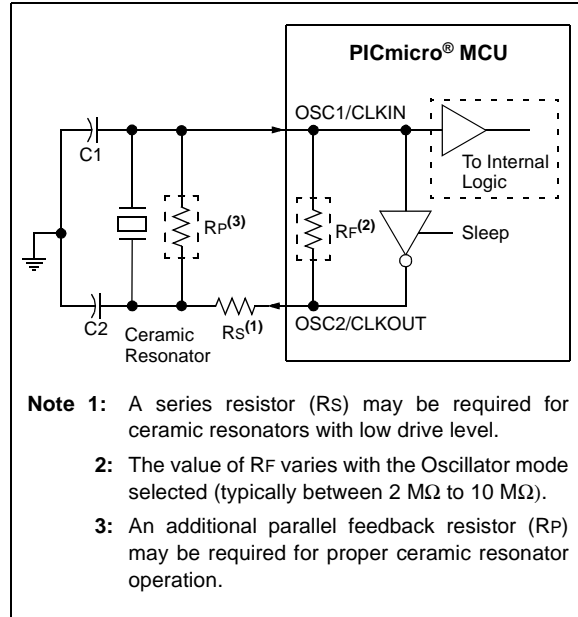 PICmicro® MCU
OSC1/CLKIN
C1
To Internal
Logic
RP(3)
RF(2)
Sleep
C2
Ceramic
Resonator
RS(1)
OSC2/CLKOUT
Note 1: A series resistor (RS) may be required for
ceramic resonators with low drive level.
2: The value of RF varies with the Oscillator mode
selected (typically between 2 MΩ to 10 MΩ).
3: An additional parallel feedback resistor (RP)
may be required for proper ceramic resonator
operation.